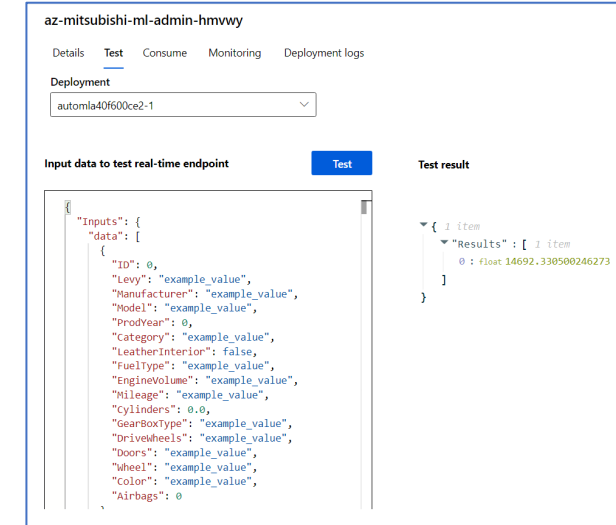 az-mitsubishi-ml-admin-hmvwy
Details Test Consume Monitoring Deployment logs
Deployment
automla40f600ce2-1
Input data to test real-time endpoint Test Test result
{
"Inputs": {
"data": [
{
"ID": 0,
"Levy": "example_value",
"Manufacturer": "example_value",
"Model": "example_value",
"ProdYear": 0,
"Category": "example_value",
"LeatherInterior": false,
"FuelType": "example_value",
"EngineVolume": "example_value",
"Mileage": "example_value",
"Cylinders": 0.0,
"GearBoxType": "example_value",
"DriveWheels": "example_value",
"Doors": "example_value",
"Wheel": "example_value",
"Color": "example_value",
"Airbags": 0
}
{ 1 item
"Results" : [ 1 item
0 : float 14692.330500246273
]
}